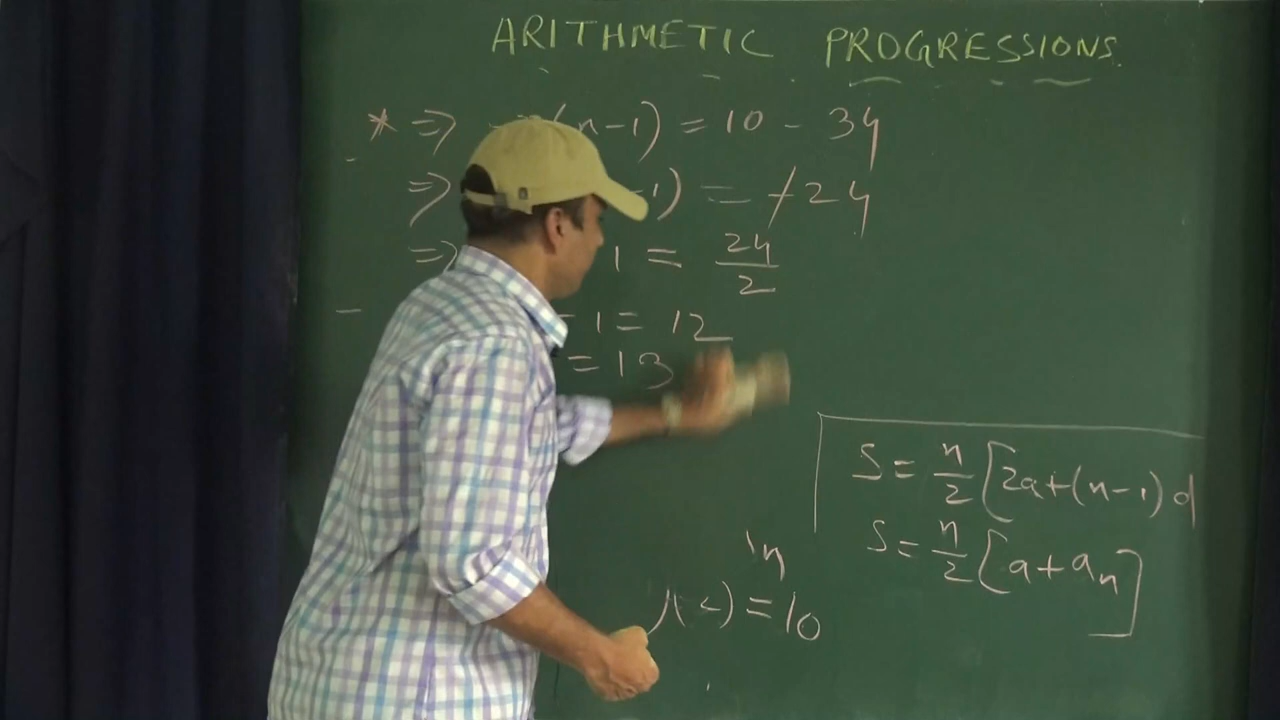 ARITHMETIC PROGRESSIONS
* ⇒ (n-1) = 10 - 34
⇒ -1) = -24
⇒ 1 = 24/2
- 1 = 12
= 13
S = n/2 [2a+(n-1)d
S = n/2 [a+an]
n
) = 10